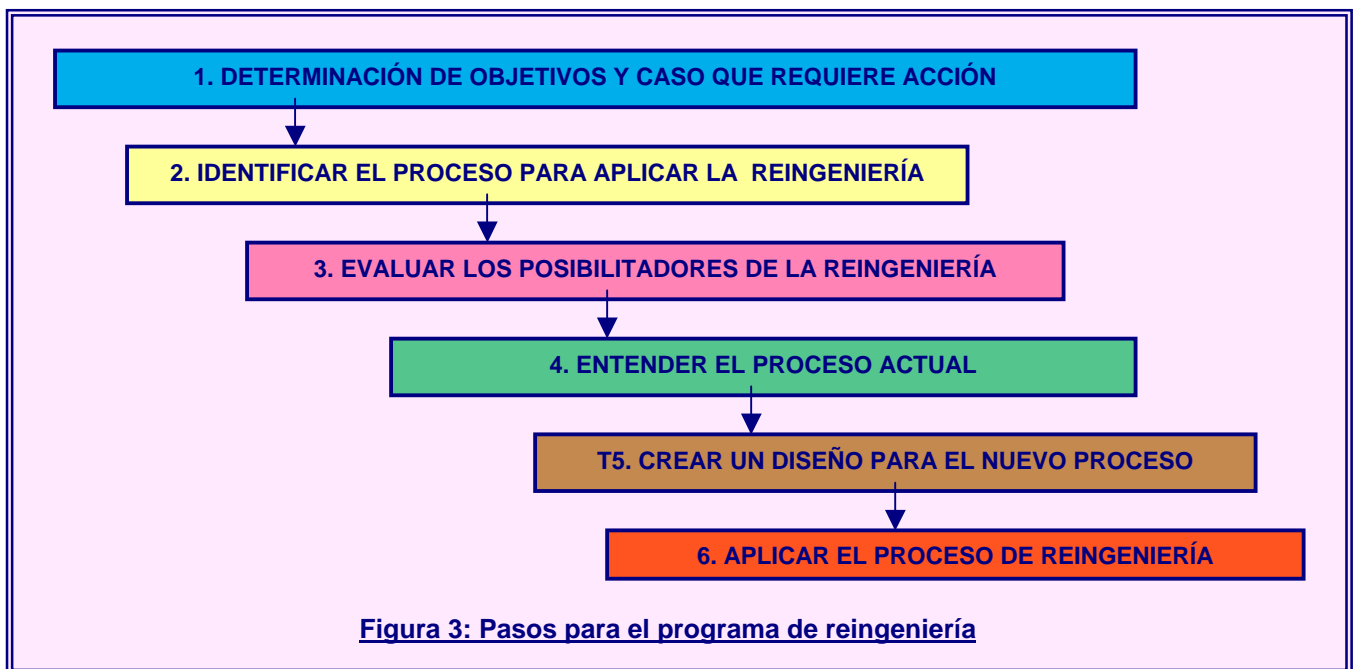 1. DETERMINACIÓN DE OBJETIVOS Y CASO QUE REQUIERE ACCIÓN
2. IDENTIFICAR EL PROCESO PARA APLICAR LA REINGENIERÍA
3. EVALUAR LOS POSIBILITADORES DE LA REINGENIERÍA
4. ENTENDER EL PROCESO ACTUAL
T5. CREAR UN DISEÑO PARA EL NUEVO PROCESO
6. APLICAR EL PROCESO DE REINGENIERÍA
Figura 3: Pasos para el programa de reingeniería